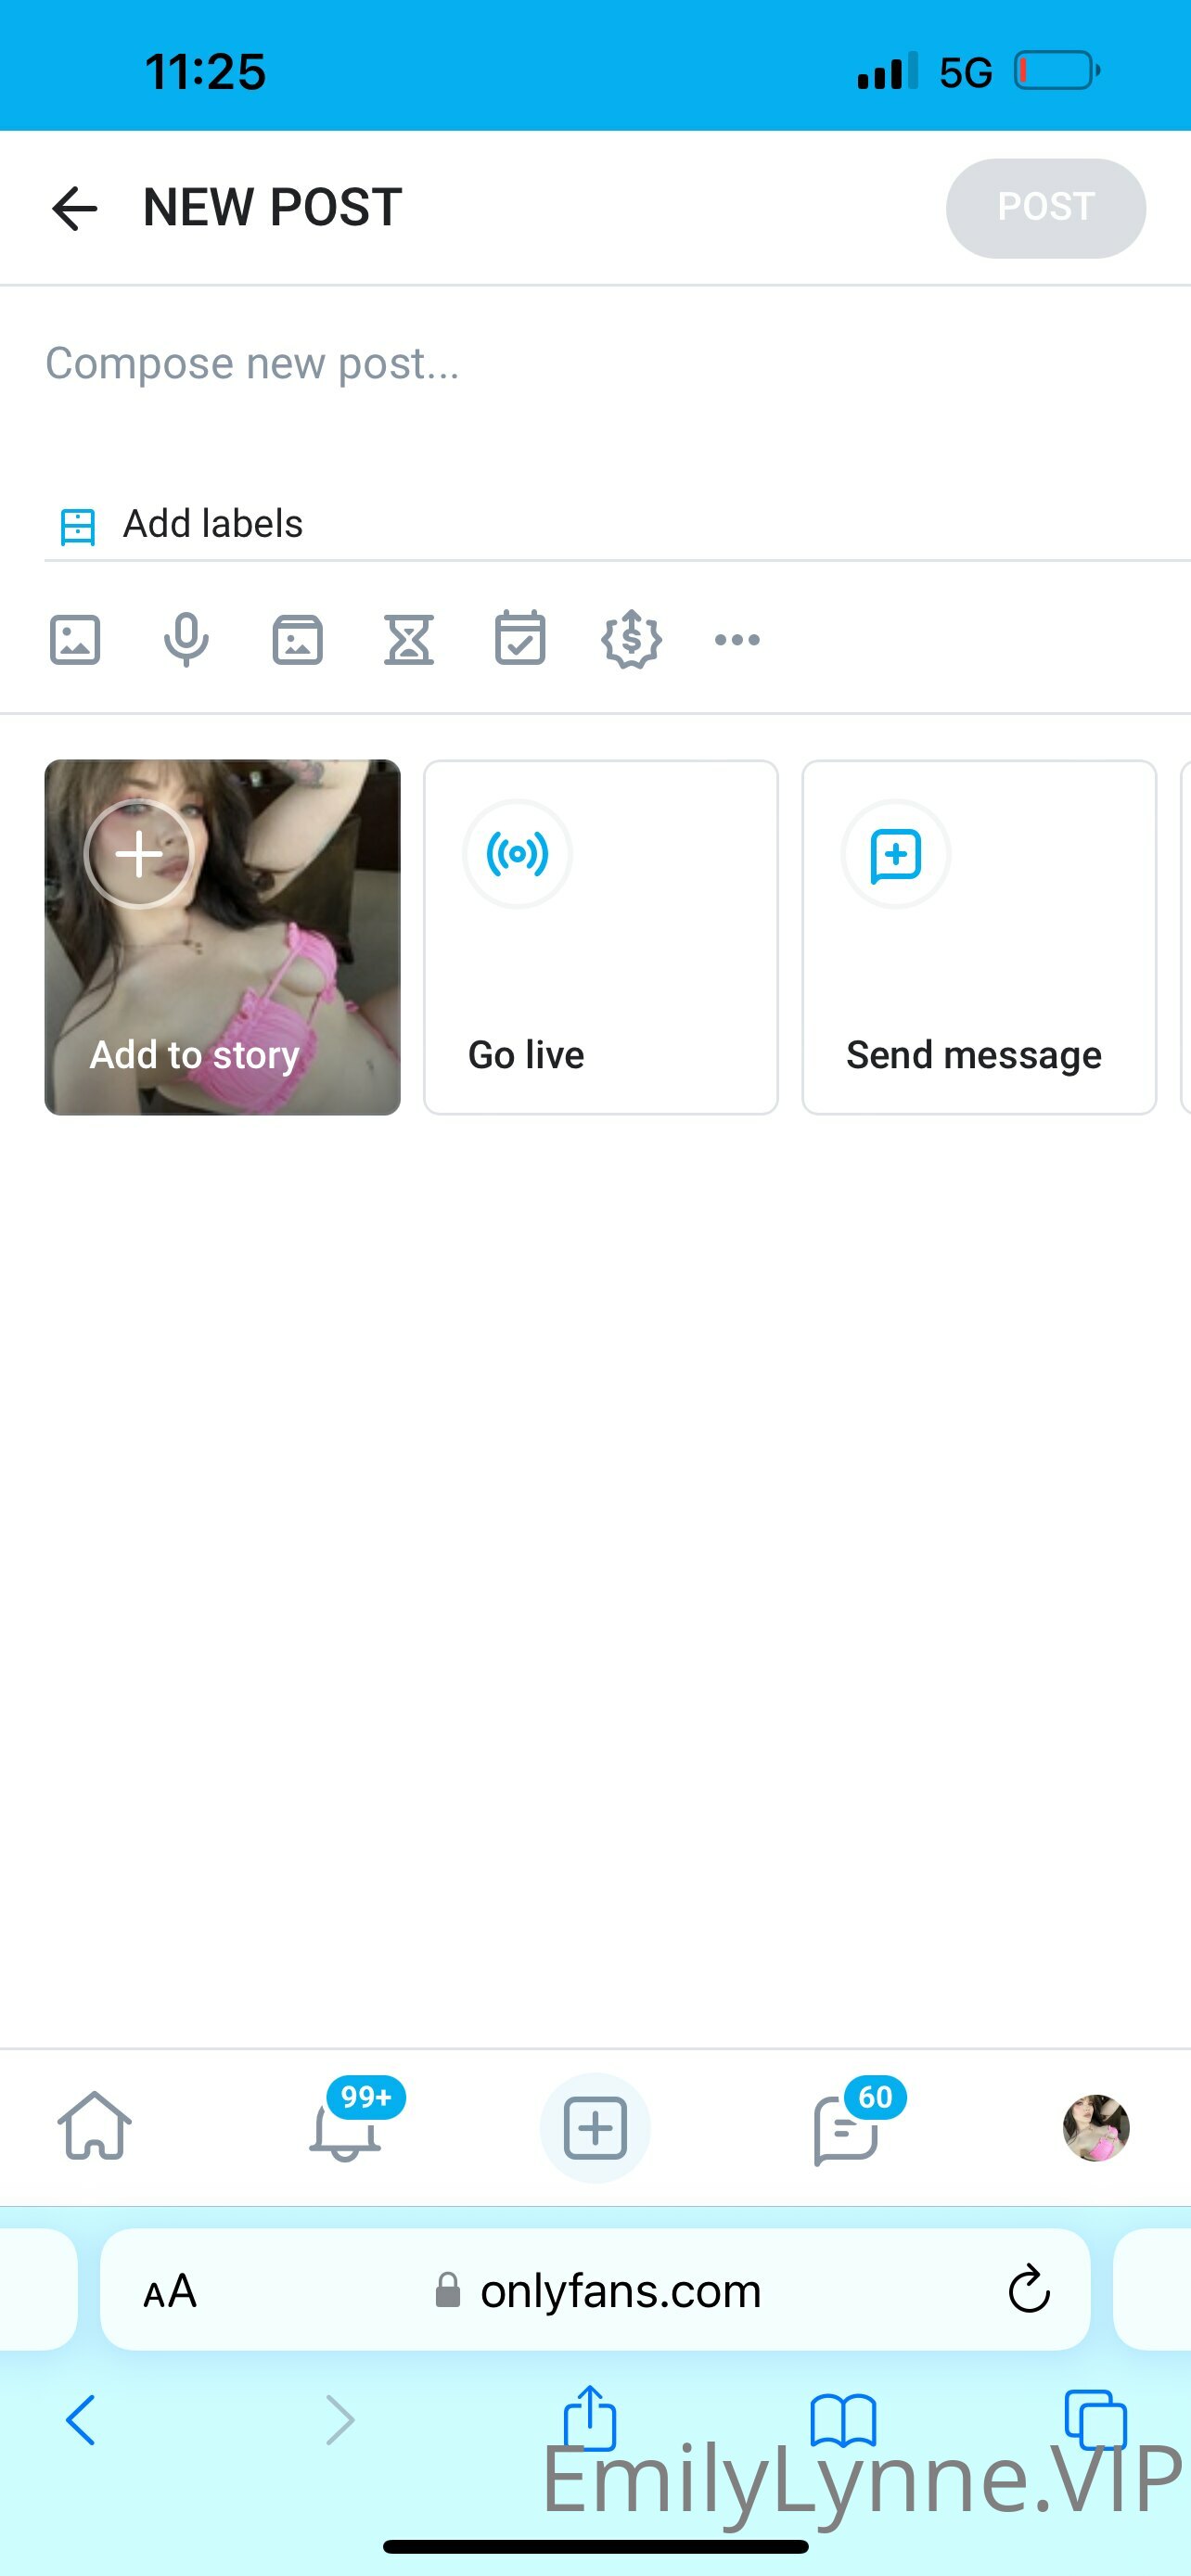 11:25
5G
NEW POST
POST
Compose new post...
Add labels
Add to story
Go live
Send message
99+
60
AA
onlyfans.com
EmilyLynne.VIP